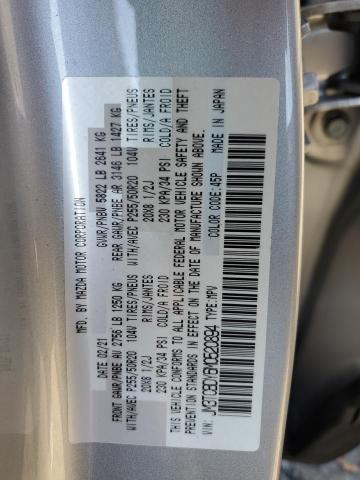 MFD. BY MAZDA MOTOR CORPORATION
02/21 GVWR/PNBV 5822 LB 2641 KG
FRONT GAWR/PNBE AV 2756 LB 1250 KG REAR GAWR/PNBE AR 3146 LB 1427 KG
WITH/AVEC P255/50R20 104V TIRES/PNEUS WITH/AVEC P255/50R20 104V TIRES/PNEUS
20X8 1/2J RIMS/JANTES 20X8 1/2J RIMS/JANTES
230 KPA/34 PSI COLD/A FROID 230 KPA/34 PSI COLD/A FROID
THIS VEHICLE CONFORMS TO ALL APPLICABLE FEDERAL MOTOR VEHICLE SAFETY AND THEFT
PREVENTION STANDARDS IN EFFECT ON THE DATE OF MANUFACTURE SHOWN ABOVE.
VIN: TYPE: MPV COLOR CODE: 45P MADE IN JAPAN